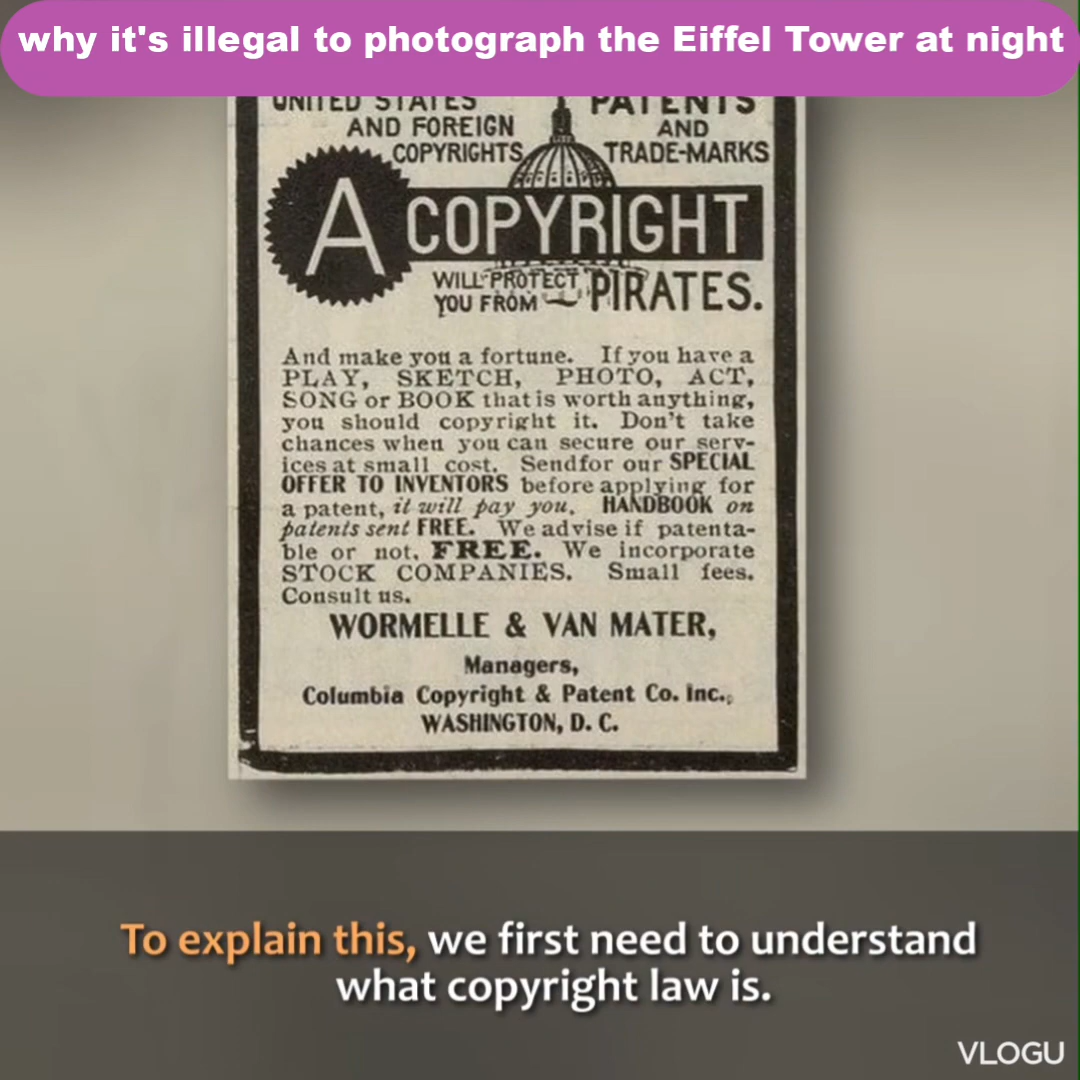 why it's illegal to photograph the Eiffel Tower at night
UNITED STATES PATENTS
AND FOREIGN AND
COPYRIGHTS TRADE-MARKS
A COPYRIGHT
WILL PROTECT
YOU FROM PIRATES.
And make you a fortune. If you have a
PLAY, SKETCH, PHOTO, ACT,
SONG or BOOK that is worth anything,
you should copyright it. Don't take
chances when you can secure our serv-
ices at small cost. Send for our SPECIAL
OFFER TO INVENTORS before applying for
a patent, it will pay you. HANDBOOK on
patents sent FREE. We advise if patenta-
ble or not. FREE. We incorporate
STOCK COMPANIES. Small fees.
Consult us.
WORMELLE & VAN MATER,
Managers,
Columbia Copyright & Patent Co. Inc.,
WASHINGTON, D. C.
To explain this, we first need to understand
what copyright law is.
VLOGU